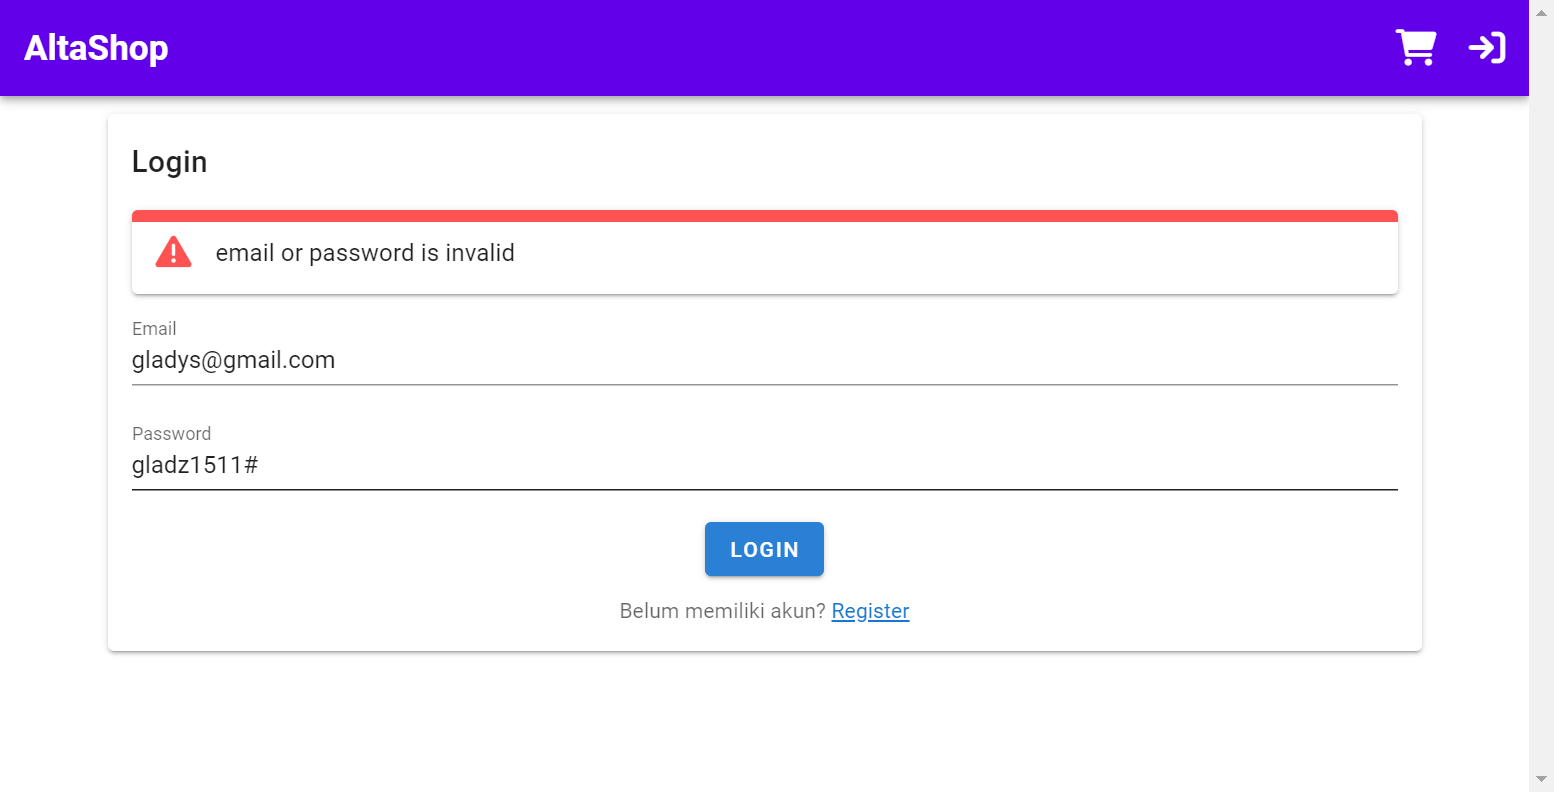 AltaShop
Login
email or password is invalid
Email
gladys@gmail.com
Password
gladz1511#
LOGIN
Belum memiliki akun? Register